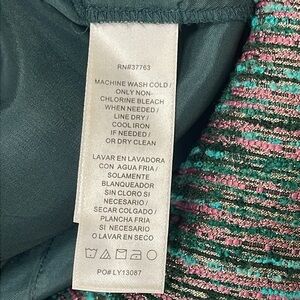 RN#37763
MACHINE WASH COLD /
ONLY NON-
CHLORINE BLEACH
WHEN NEEDED /
LINE DRY /
COOL IRON
IF NEEDED /
OR DRY CLEAN
LAVAR EN LAVADORA
CON AGUA FRIA /
SOLAMENTE
BLANQUEADOR
SIN CLORO SI
NECESARIO /
SECAR COLGADO /
PLANCHA FRIA
SI NECESARIO /
O LAVAR EN SECO
PO# LY13087